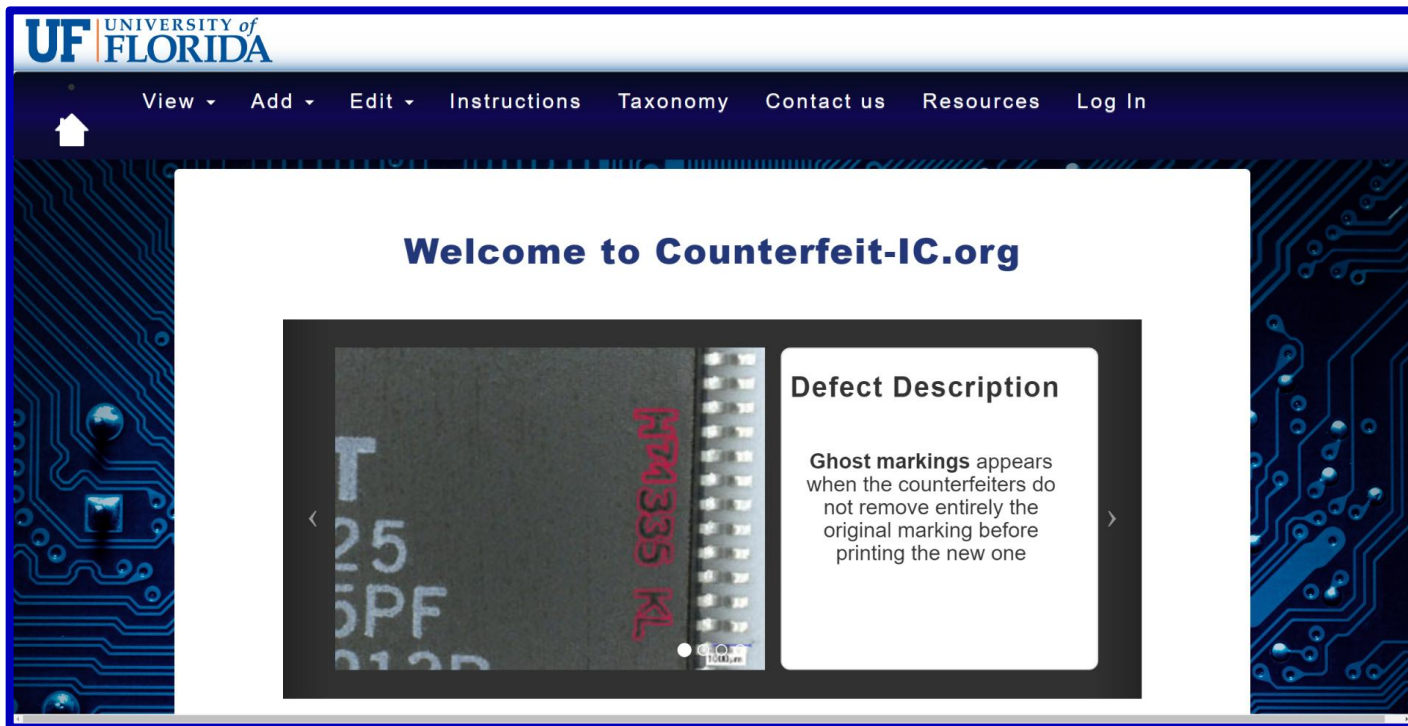 UF UNIVERSITY of
FLORIDA
View Add Edit Instructions Taxonomy Contact us Resources Log In
Welcome to Counterfeit-IC.org
T
25
5PF
M74335 KL
1000µm
Defect Description
Ghost markings appears
when the counterfeiters do
not remove entirely the
original marking before
printing the new one